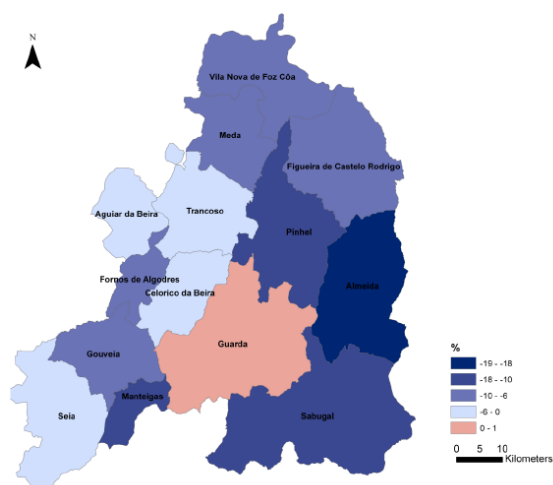 N
Vila Nova de Foz Côa
Meda
Figueira de Castelo Rodrigo
Aguiar da Beira
Trancoso
Pinhel
Fornos de Algodres
Almeida
Celorico da Beira
Guarda
Gouveia
Manteigas
Seia
Sabugal
%
-19 - -18
-18 - -10
-10 - -6
-6 - 0
0 - 1
0 5 10
Kilometers